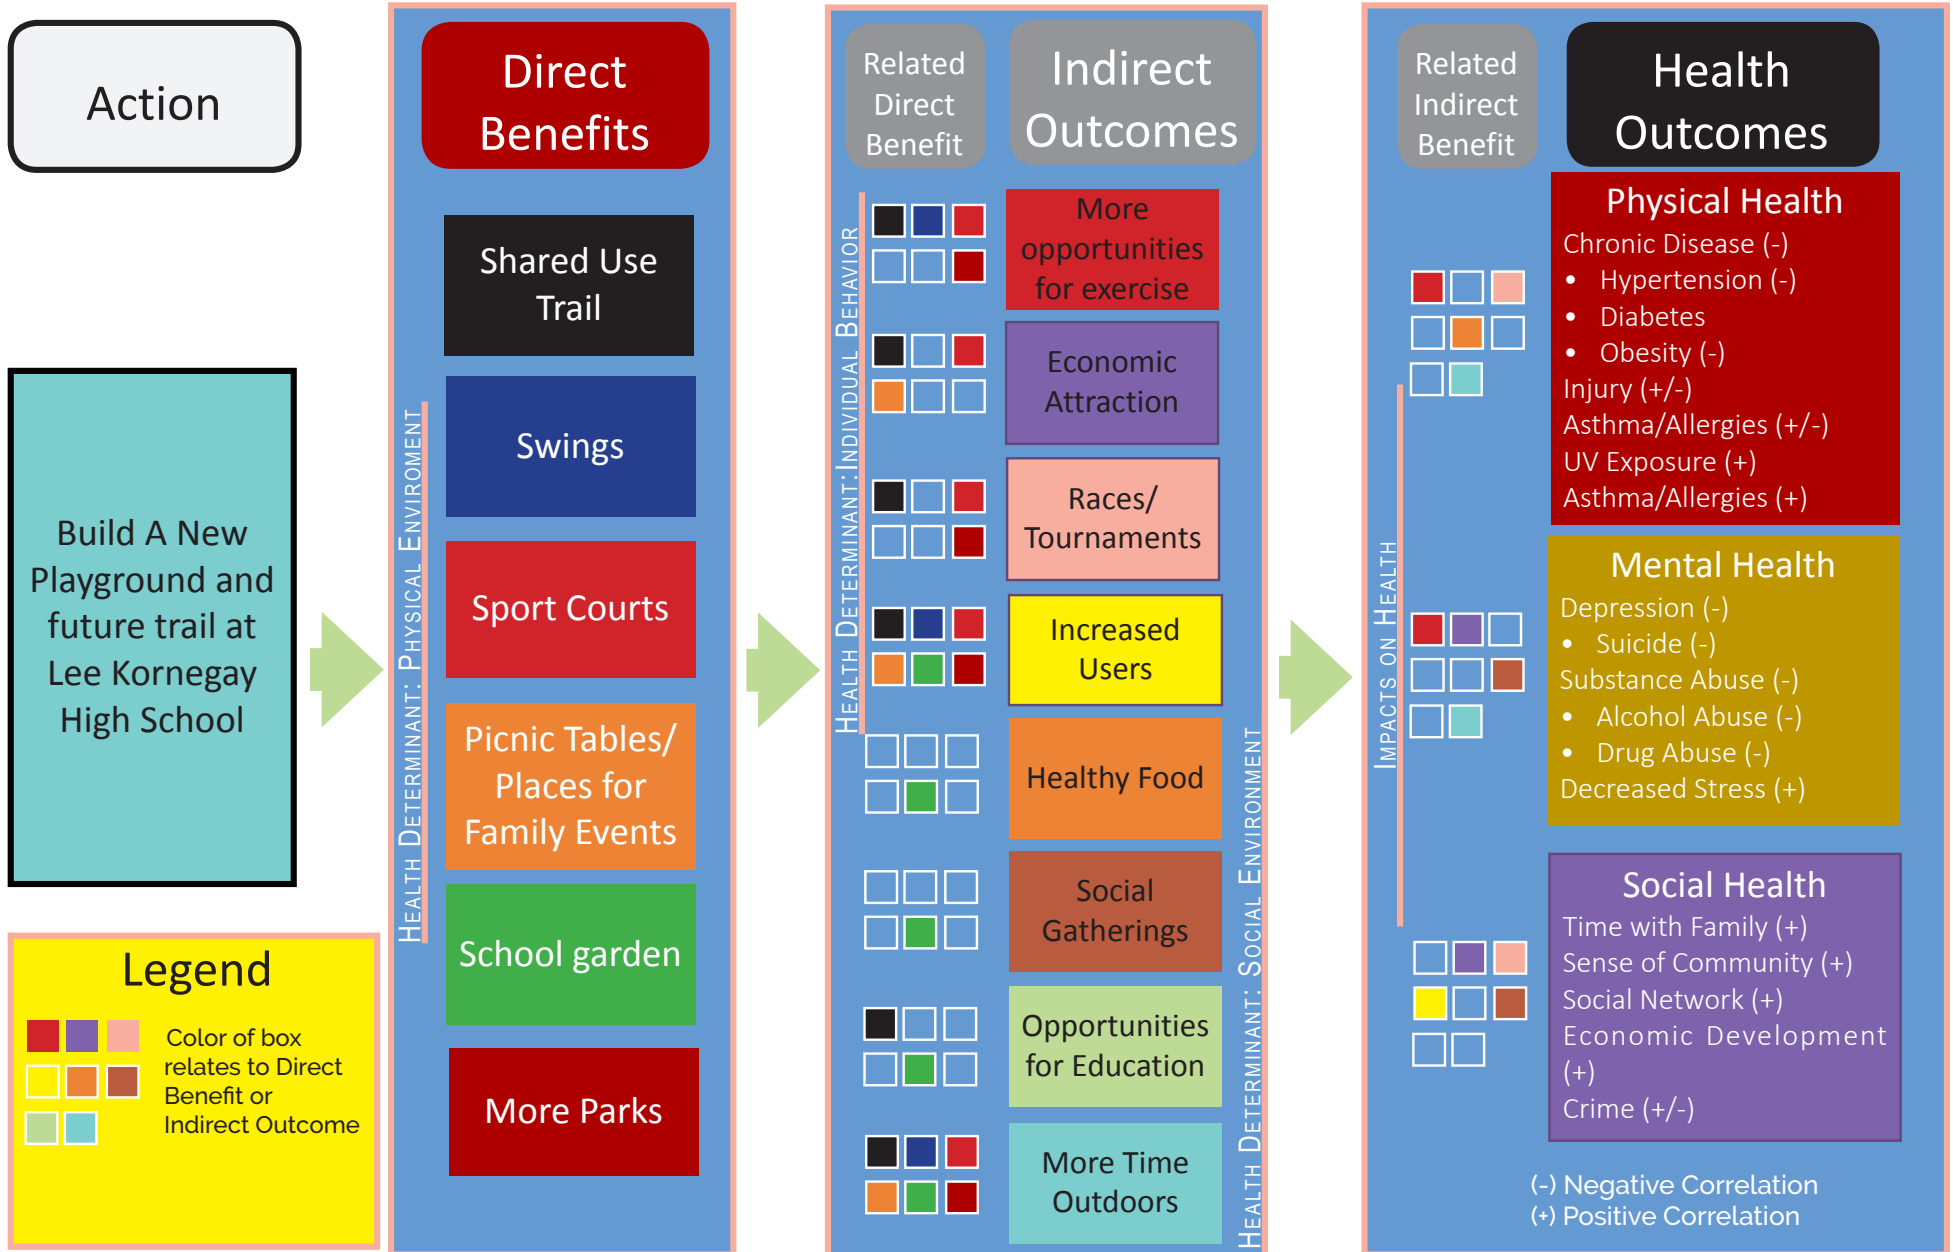 Action
Build A New
Playground and
future trail at
Lee Kornegay
High School
Legend
Color of box
relates to Direct
Benefit or
Indirect Outcome
Direct
Benefits
Health Determinant: Physical Enviroment
Shared Use
Trail
Swings
Sport Courts
Picnic Tables/
Places for
Family Events
School garden
More Parks
Related
Direct
Benefit
Indirect
Outcomes
Health Determinant: Individual Behavior
More
opportunities
for exercise
Economic
Attraction
Races/
Tournaments
Increased
Users
Healthy Food
Social
Gatherings
Opportunities
for Education
More Time
Outdoors
Health Determinant: Social Environment
Related
Indirect
Benefit
Health
Outcomes
Impacts on Health
Physical Health
Chronic Disease (-)
• Hypertension (-)
• Diabetes
• Obesity (-)
Injury (+/-)
Asthma/Allergies (+/-)
UV Exposure (+)
Asthma/Allergies (+)
Mental Health
Depression (-)
• Suicide (-)
Substance Abuse (-)
• Alcohol Abuse (-)
• Drug Abuse (-)
Decreased Stress (+)
Social Health
Time with Family (+)
Sense of Community (+)
Social Network (+)
Economic Development
(+)
Crime (+/-)
(-) Negative Correlation
(+) Positive Correlation